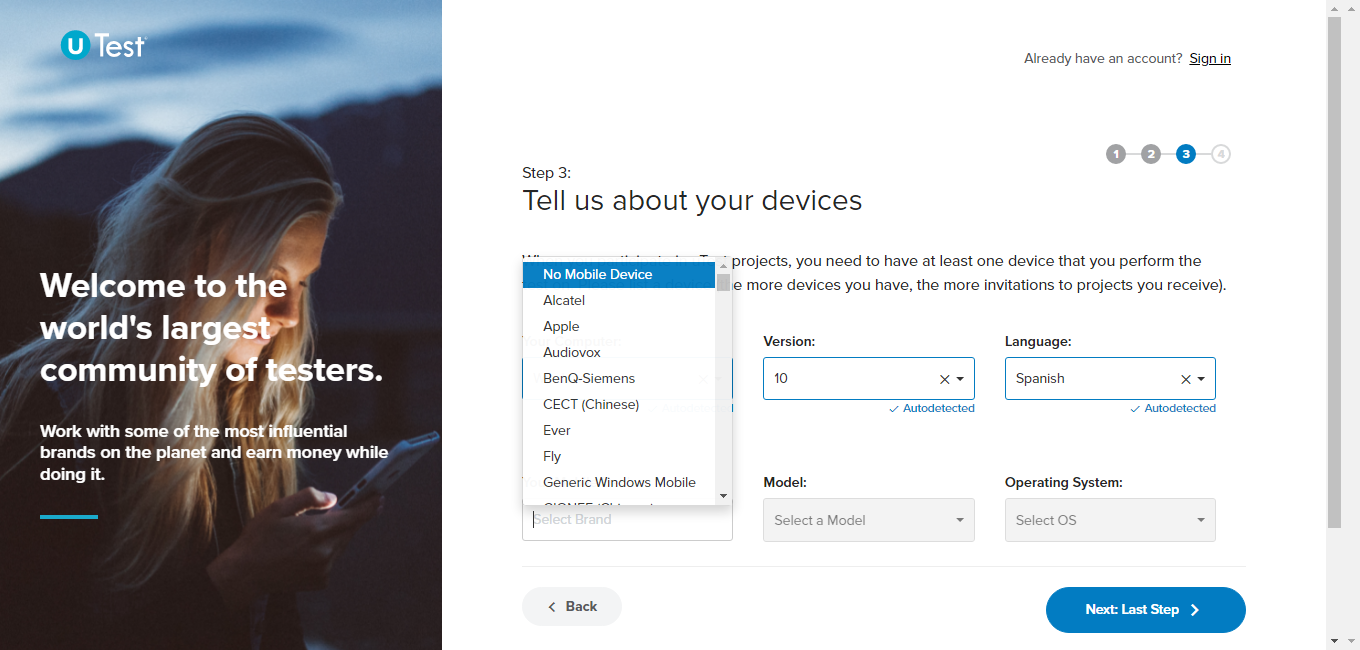 U Test
Already have an account? Sign in
1 2 3 4
Step 3:
Tell us about your devices
projects, you need to have at least one device that you perform the
more devices you have, the more invitations to projects you receive).
Welcome to the
world's largest
community of testers.
Work with some of the most influential
brands on the planet and earn money while
doing it.
No Mobile Device
Alcatel
Apple
Audiovox
BenQ-Siemens
CECT (Chinese)
Ever
Fly
Generic Windows Mobile
Version:
Language:
10
Spanish
Autodetected
Autodetected
Model:
Operating System:
Select Brand
Select a Model
Select OS
Back
Next: Last Step